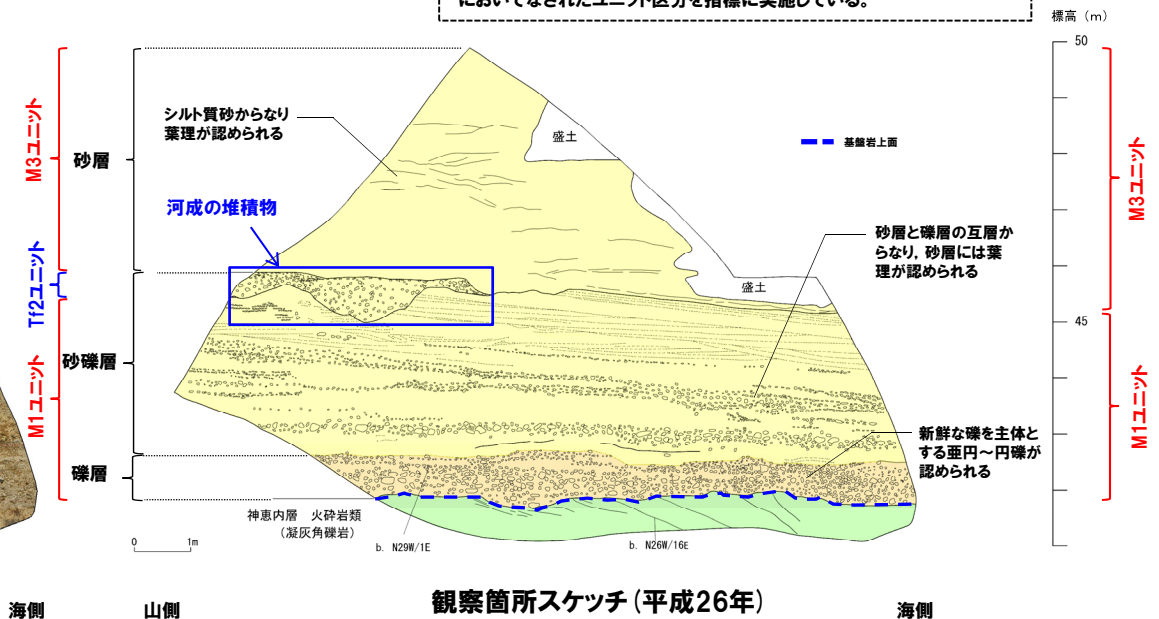 においてなされたユニット区分を指標に実施している。
標高（m）
50
45
M3ユニット
Tf2ユニット
M1ユニット
砂層
砂礫層
礫層
シルト質砂からなり
葉理が認められる
河成の堆積物
盛土
盛土
基盤岩上面
砂層と礫層の互層か
らなり，砂層には葉
理が認められる
新鮮な礫を主体と
する亜円～円礫が
認められる
M3ユニット
M1ユニット
神恵内層　火砕岩類
（凝灰角礫岩）
b. N29W/1E
b. N26W/16E
0　1m
海側
山側
観察箇所スケッチ（平成26年）
海側